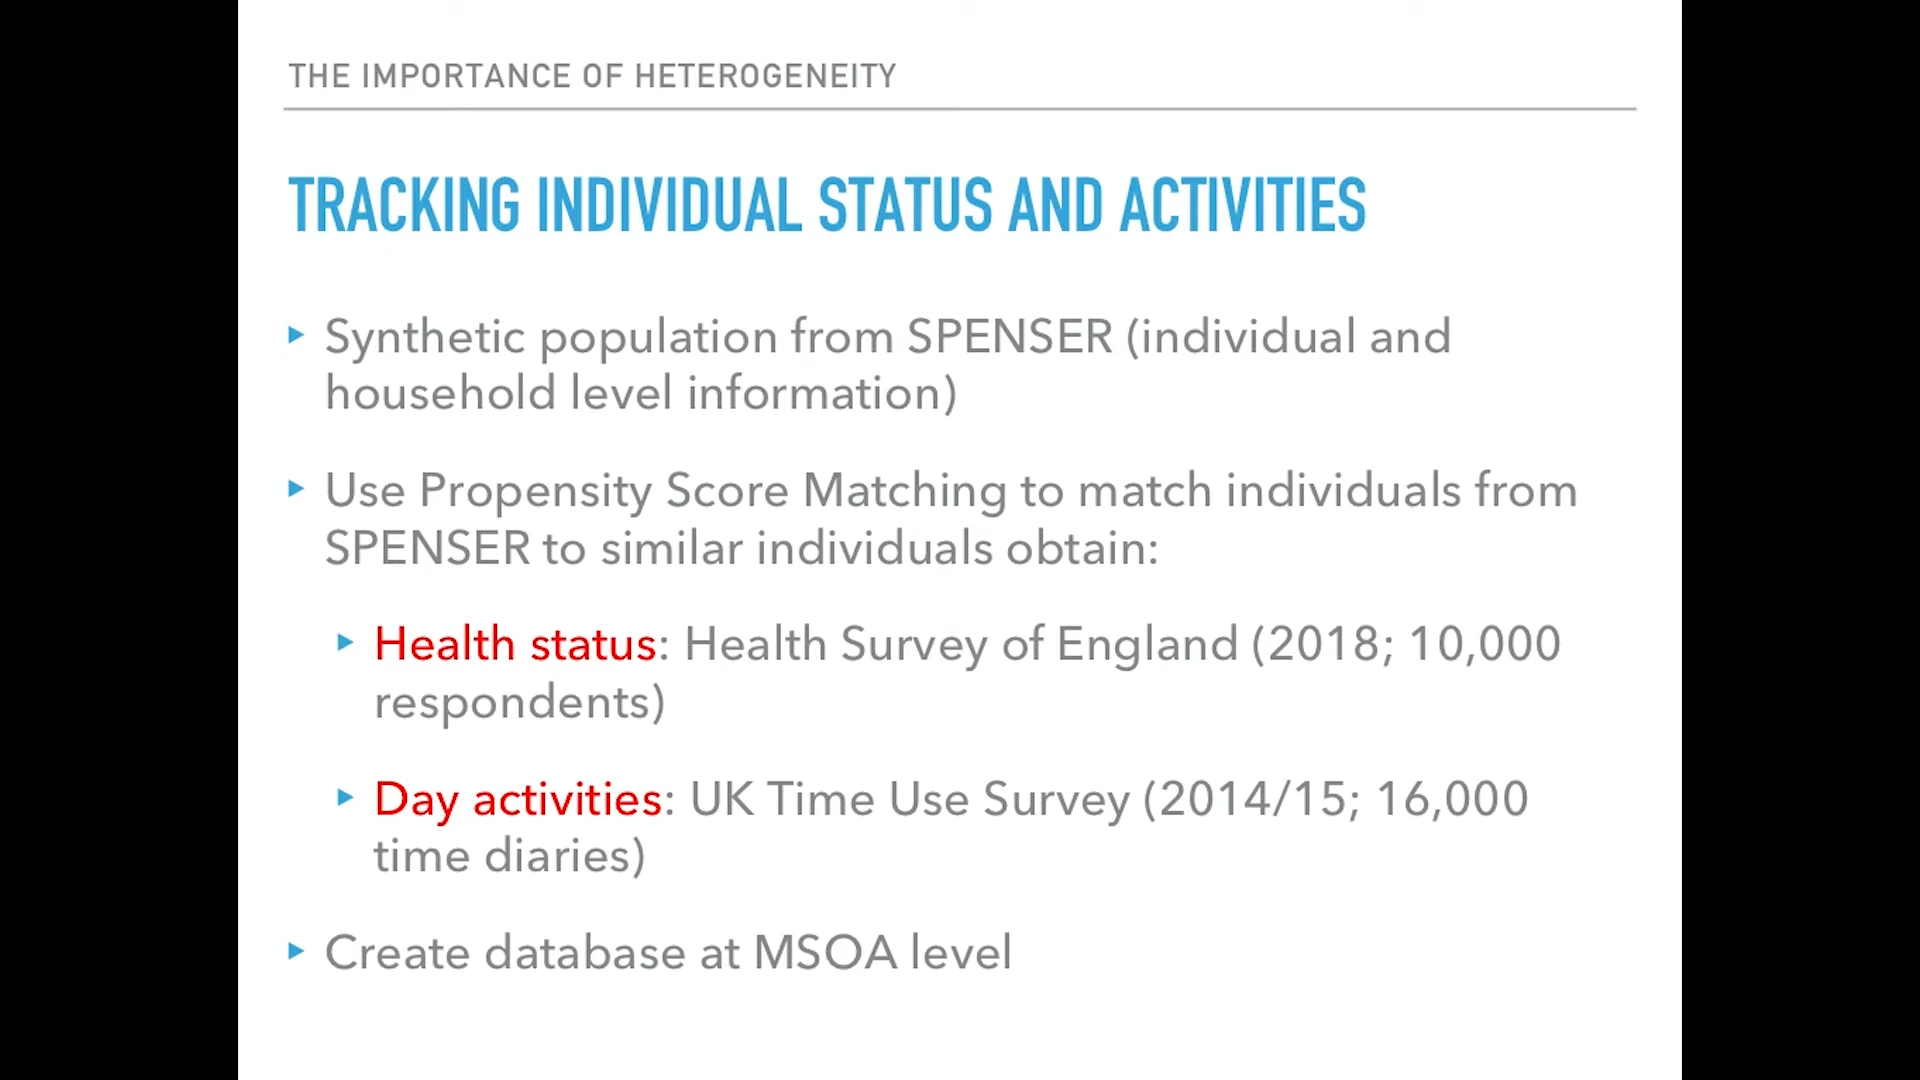 THE IMPORTANCE OF HETEROGENEITY
TRACKING INDIVIDUAL STATUS AND ACTIVITIES
Synthetic population from SPENSER (individual and
household level information)
Use Propensity Score Matching to match individuals from
SPENSER to similar individuals obtain:
Health status: Health Survey of England (2018; 10,000
respondents)
Day activities: UK Time Use Survey (2014/15; 16,000
time diaries)
Create database at MSOA level